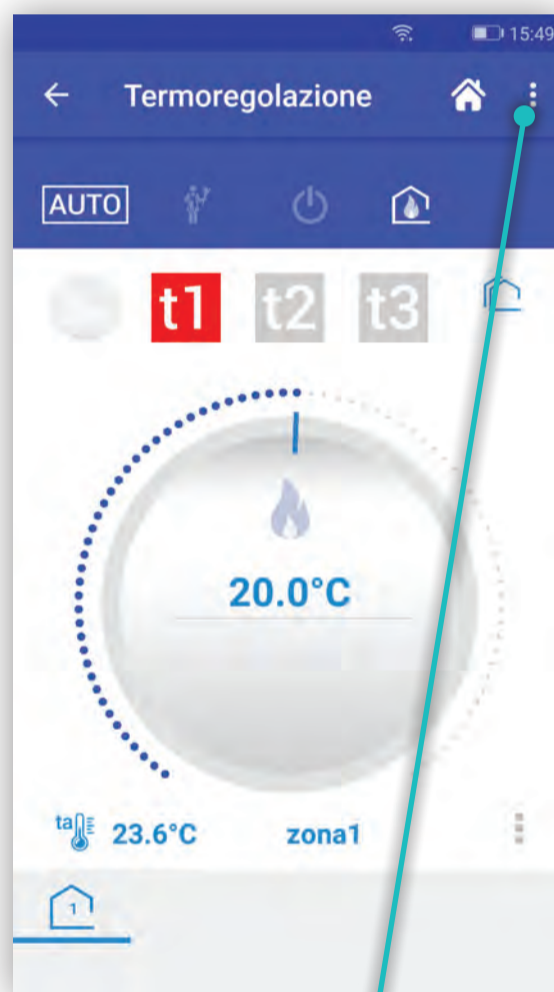 15:49
Termoregolazione
AUTO
t1 t2 t3
20.0°C
ta 23.6°C zona1
1